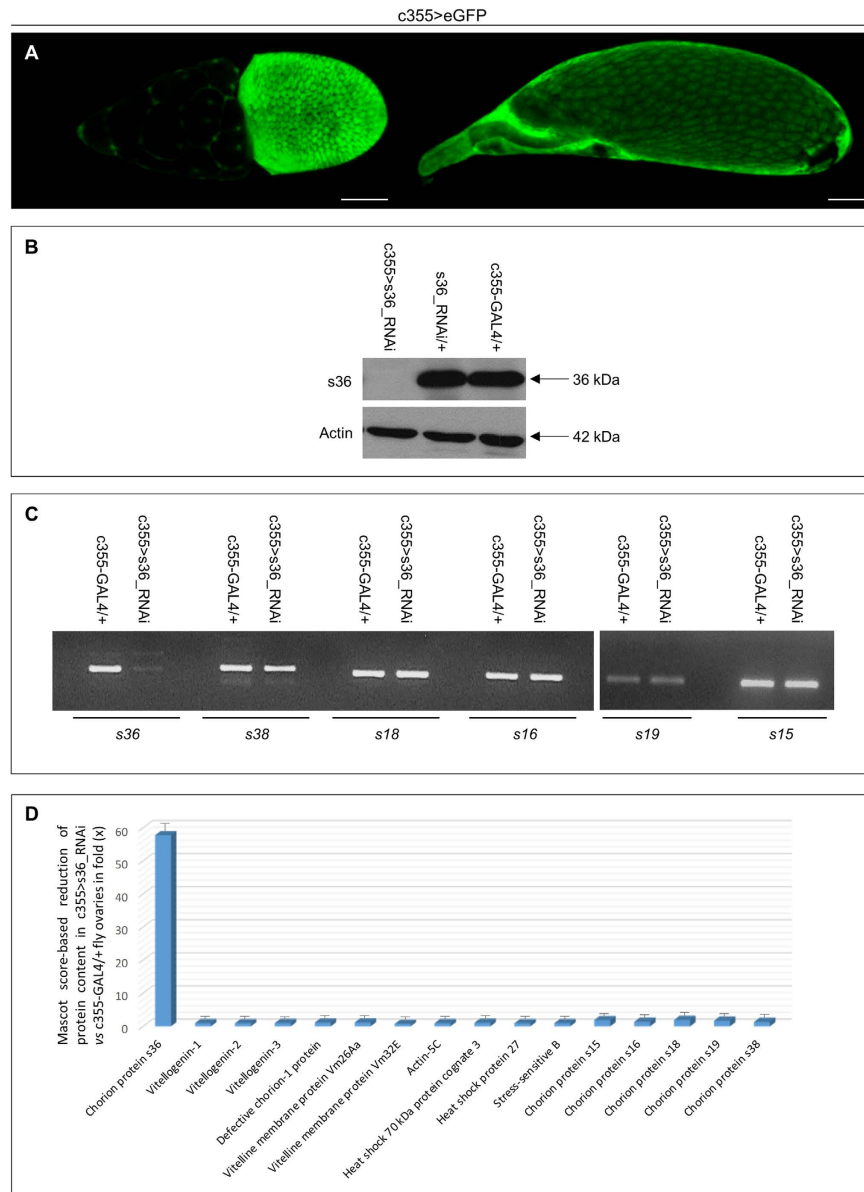 c355>eGFP
A
B
c355>s36_RNAi
s36_RNAi/+
c355-GAL4/+
s36
36 kDa
Actin
42 kDa
C
c355-GAL4/+
c355>s36_RNAi
c355-GAL4/+
c355>s36_RNAi
c355-GAL4/+
c355>s36_RNAi
c355-GAL4/+
c355>s36_RNAi
c355-GAL4/+
c355>s36_RNAi
c355-GAL4/+
c355>s36_RNAi
s36
s38
s18
s16
s19
s15
D
Mascot score-based reduction of
protein content in c355>s36_RNAi
vs c355-GAL4/+ fly ovaries in fold (x)
60
50
40
30
20
10
0
Chorion protein s36
Vitellogenin-1
Vitellogenin-2
Vitellogenin-3
Defective chorion-1 protein
Vitelline membrane protein Vm26Aa
Vitelline membrane protein Vm32E
Actin-5C
Heat shock 70 kDa protein cognate 3
Heat shock protein 27
Stress-sensitive B
Chorion protein s15
Chorion protein s16
Chorion protein s18
Chorion protein s19
Chorion protein s38